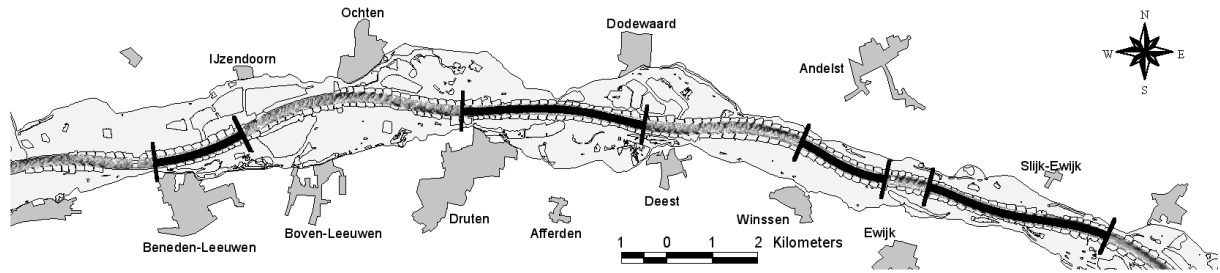 Ochten
Dodewaard
N
IJzendoorn
W E
Andelst
S
Slijk-Ewijk
Deest
Druten
Winssen
Boven-Leeuwen
Afferden
Ewijk
Beneden-Leeuwen
1 0 1 2 Kilometers